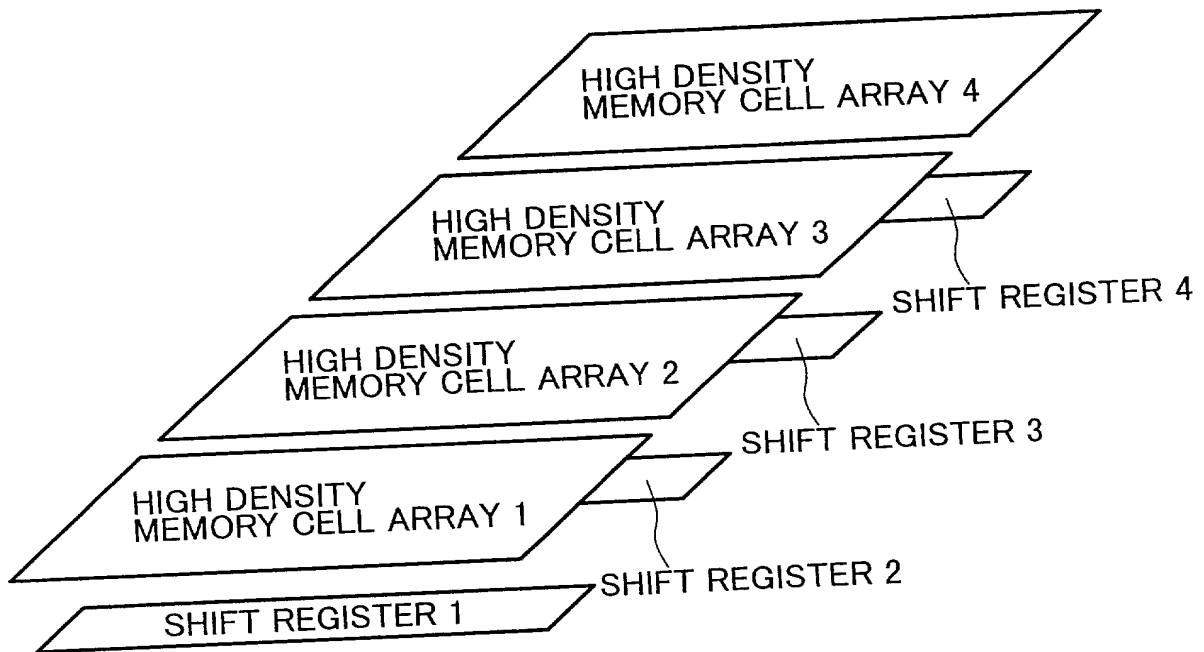 HIGH DENSITY
MEMORY CELL ARRAY 4
HIGH DENSITY
MEMORY CELL ARRAY 3
SHIFT REGISTER 4
HIGH DENSITY
MEMORY CELL ARRAY 2
SHIFT REGISTER 3
HIGH DENSITY
MEMORY CELL ARRAY 1
SHIFT REGISTER 2
SHIFT REGISTER 1